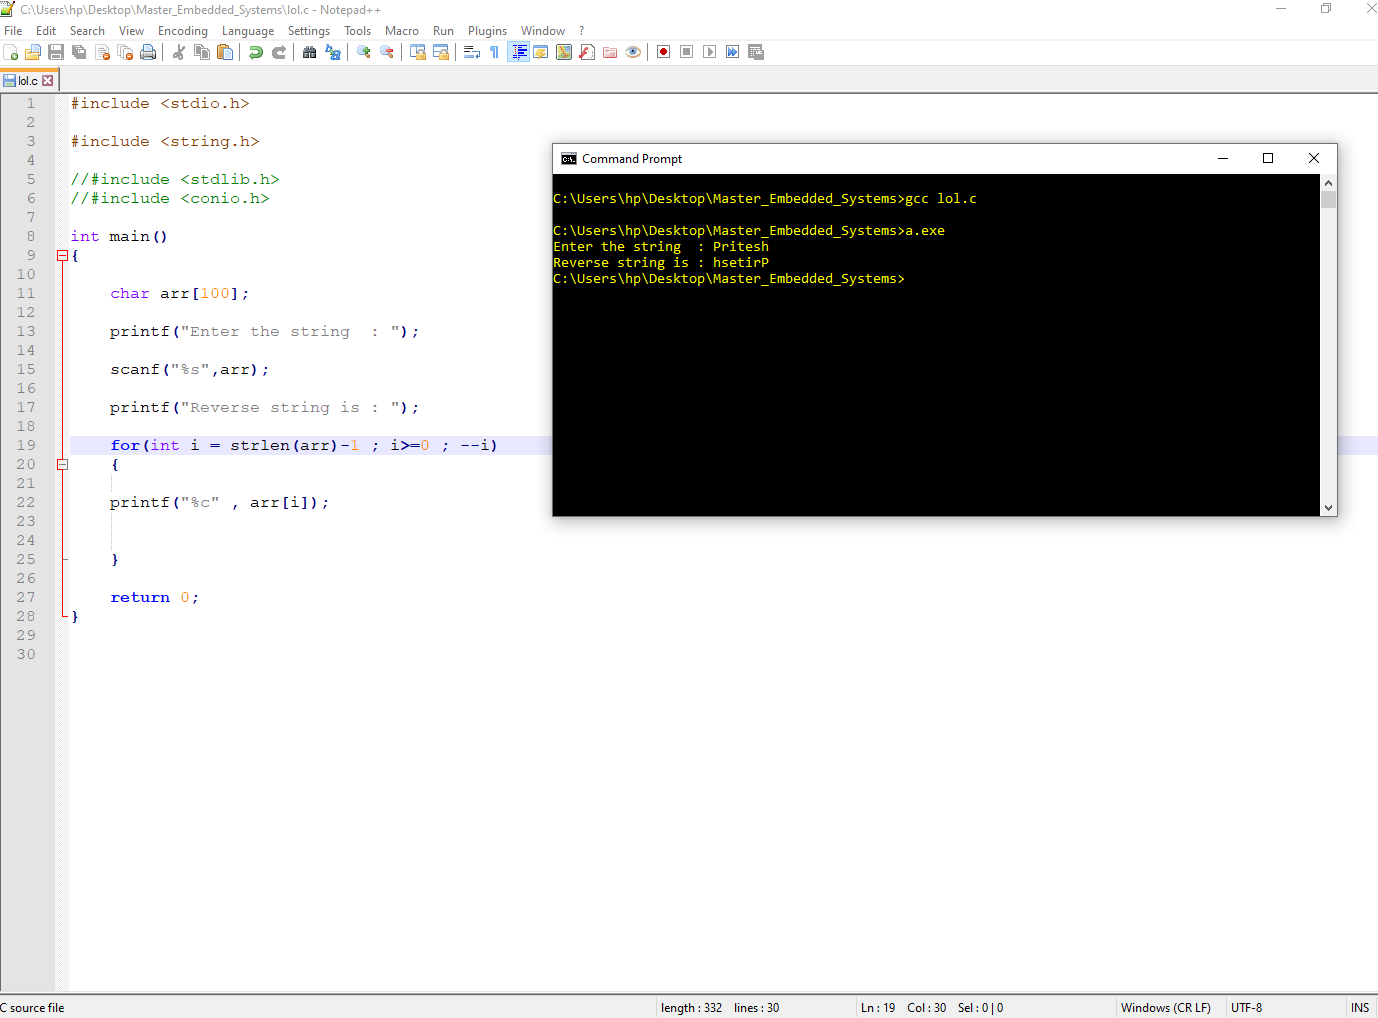 C:\Users\hp\Desktop\Master_Embedded_Systems\lol.c - Notepad++
File Edit Search View Encoding Language Settings Tools Macro Run Plugins Window ?
lol.c
1 #include <stdio.h>
2
3 #include <string.h>
4
5 //#include <stdlib.h>
6 //#include <conio.h>
7
8 int main()
9 {
10
11 char arr[100];
12
13 printf("Enter the string  : ");
14
15 scanf("%s",arr);
16
17 printf("Reverse string is : ");
18
19 for(int i = strlen(arr)-1 ; i>=0 ; --i)
20 {
21
22 printf("%c" , arr[i]);
23
24
25 }
26
27 return 0;
28 }
29
30
Command Prompt
C:\Users\hp\Desktop\Master_Embedded_Systems>gcc lol.c
C:\Users\hp\Desktop\Master_Embedded_Systems>a.exe
Enter the string  : Pritesh
Reverse string is : hsetirP
C:\Users\hp\Desktop\Master_Embedded_Systems>
C source file length : 332 lines : 30 Ln : 19 Col : 30 Sel : 0 | 0 Windows (CR LF) UTF-8 INS